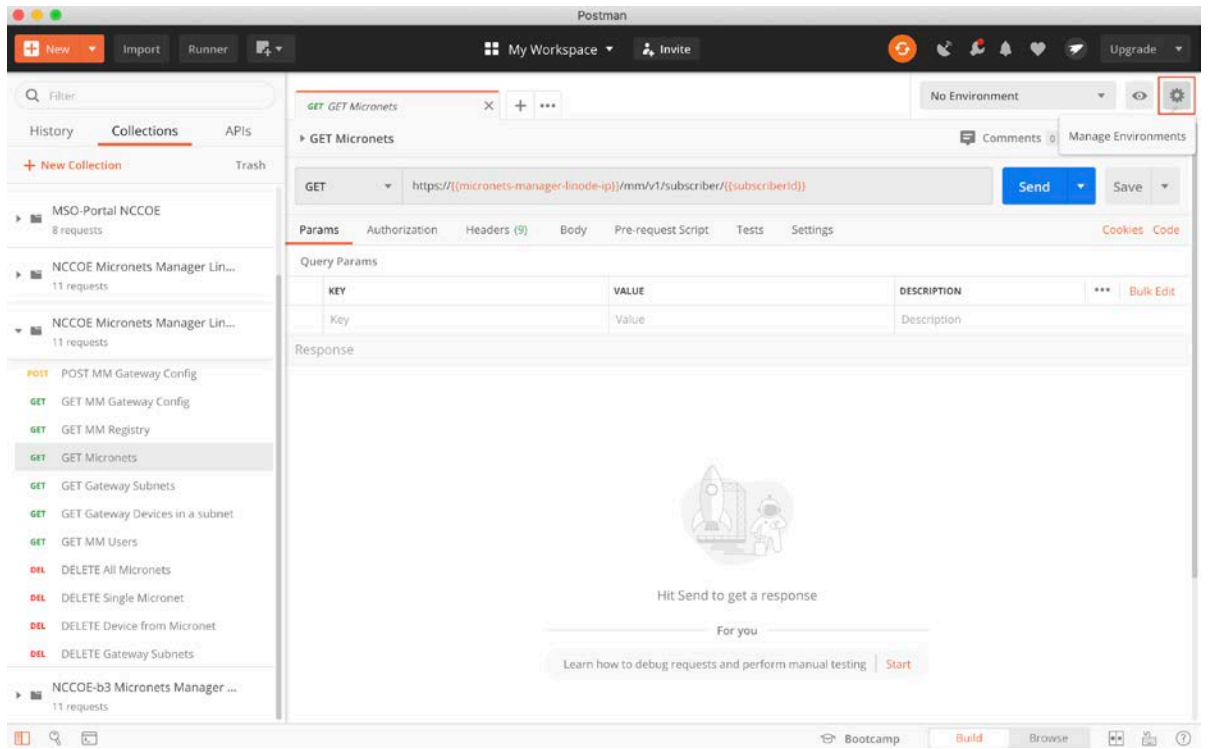 Postman
New
Import
Runner
My Workspace
Invite
Upgrade
Filter
History Collections APIs
+ New Collection Trash
MSO-Portal NCCOE
8 requests
NCCOE Micronets Manager Lin...
11 requests
NCCOE Micronets Manager Lin...
11 requests
POST POST MM Gateway Config
GET GET MM Gateway Config
GET GET MM Registry
GET GET Micronets
GET GET Gateway Subnets
GET GET Gateway Devices in a subnet
GET GET MM Users
DEL DELETE All Micronets
DEL DELETE Single Micronet
DEL DELETE Device from Micronet
DEL DELETE Gateway Subnets
NCCOE-b3 Micronets Manager ...
11 requests
GET GET Micronets
No Environment
Manage Environments
GET Micronets
Comments 0
GET https://{{micronets-manager-linode-ip}}/mm/v1/subscriber/{{subscriberId}}
Send
Save
Params Authorization Headers (9) Body Pre-request Script Tests Settings Cookies Code
Query Params
KEY VALUE DESCRIPTION Bulk Edit
Key Value Description
Response
Hit Send to get a response
For you
Learn how to debug requests and perform manual testing Start
Bootcamp Build Browse